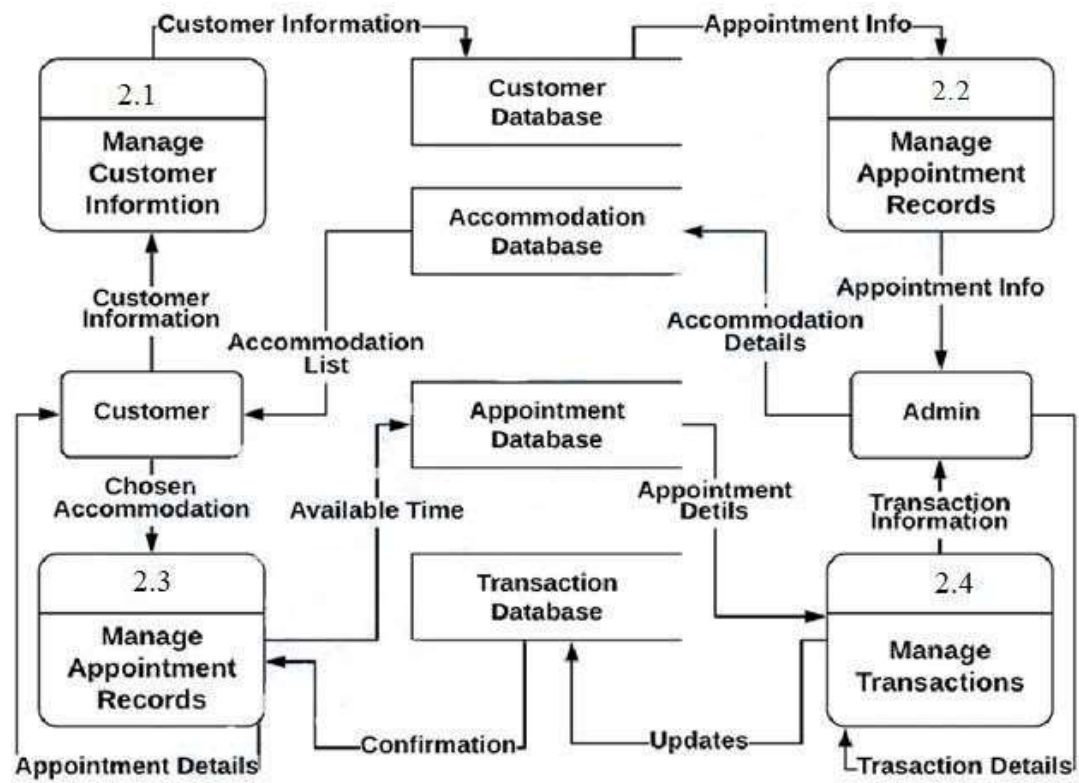 Customer Information
Appointment Info
2.1
Manage
Customer
Informtion
Customer
Database
2.2
Manage
Appointment
Records
Accommodation
Database
Customer
Information
Accommodation
List
Accommodation
Details
Appointment Info
Customer
Appointment
Database
Admin
Chosen
Accommodation
Available Time
Appointment
Detils
Transaction
Information
2.3
Manage
Appointment
Records
Transaction
Database
2.4
Manage
Transactions
Appointment Details
Confirmation
Updates
Trasaction Details